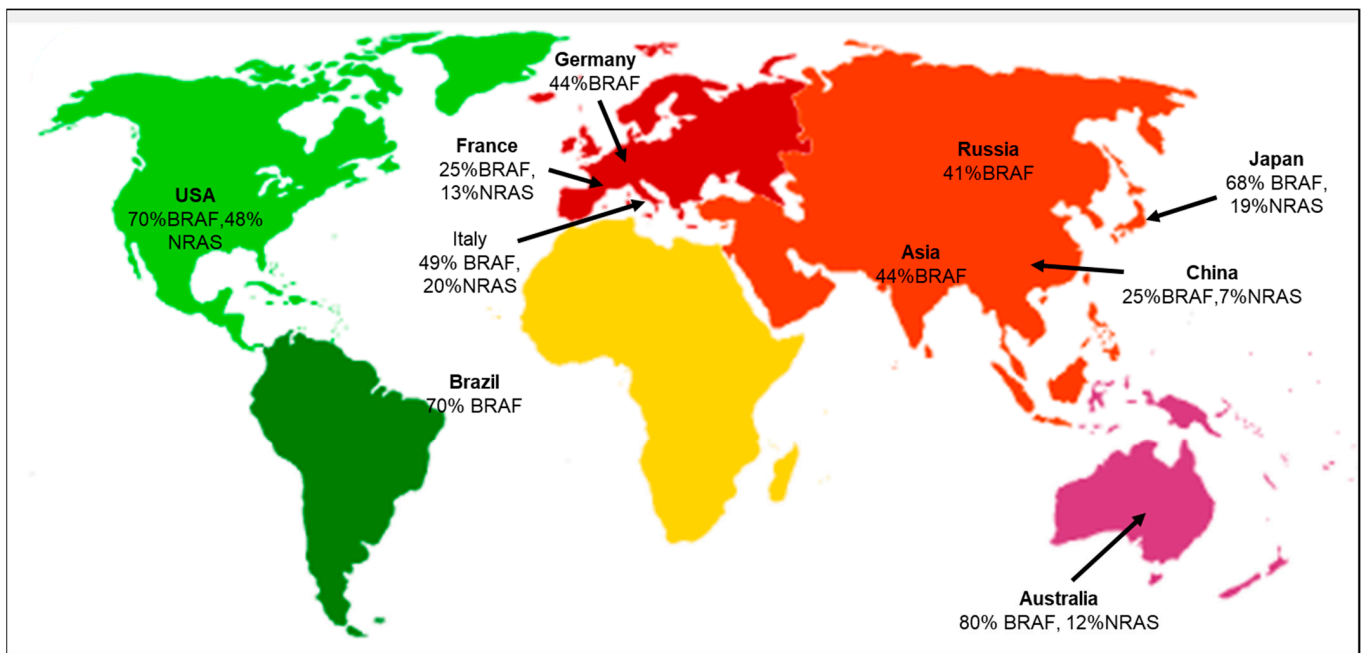 Germany
44%BRAF
France
25%BRAF,
13%NRAS
Italy
49% BRAF,
20%NRAS
USA
70%BRAF,48%
NRAS
Brazil
70% BRAF
Russia
41%BRAF
Asia
44%BRAF
Japan
68% BRAF,
19%NRAS
China
25%BRAF,7%NRAS
Australia
80% BRAF, 12%NRAS